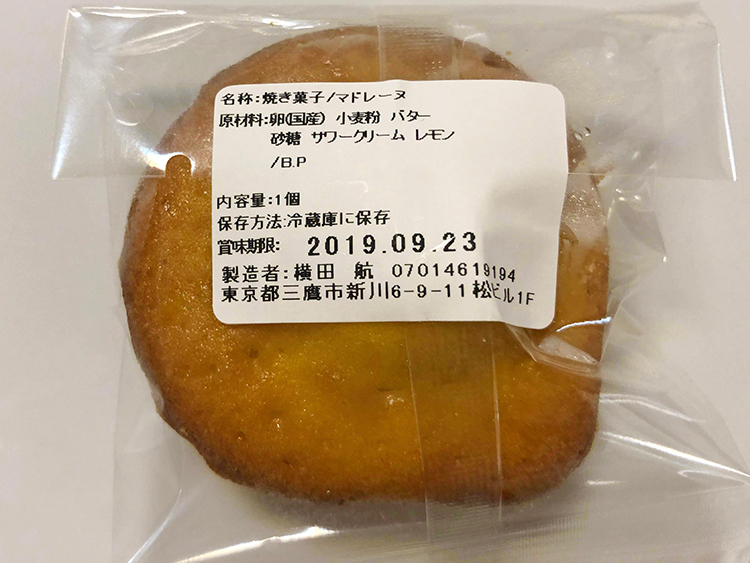 名称:焼き菓子/マドレーヌ
原材料:卵(国産) 小麦粉 バター
砂糖 サワークリーム レモン
/B.P
内容量:1個
保存方法:冷蔵庫に保存
賞味期限: 2019.09.23
製造者:横田 航 07014619194
東京都三鷹市新川6-9-11松ビル1F